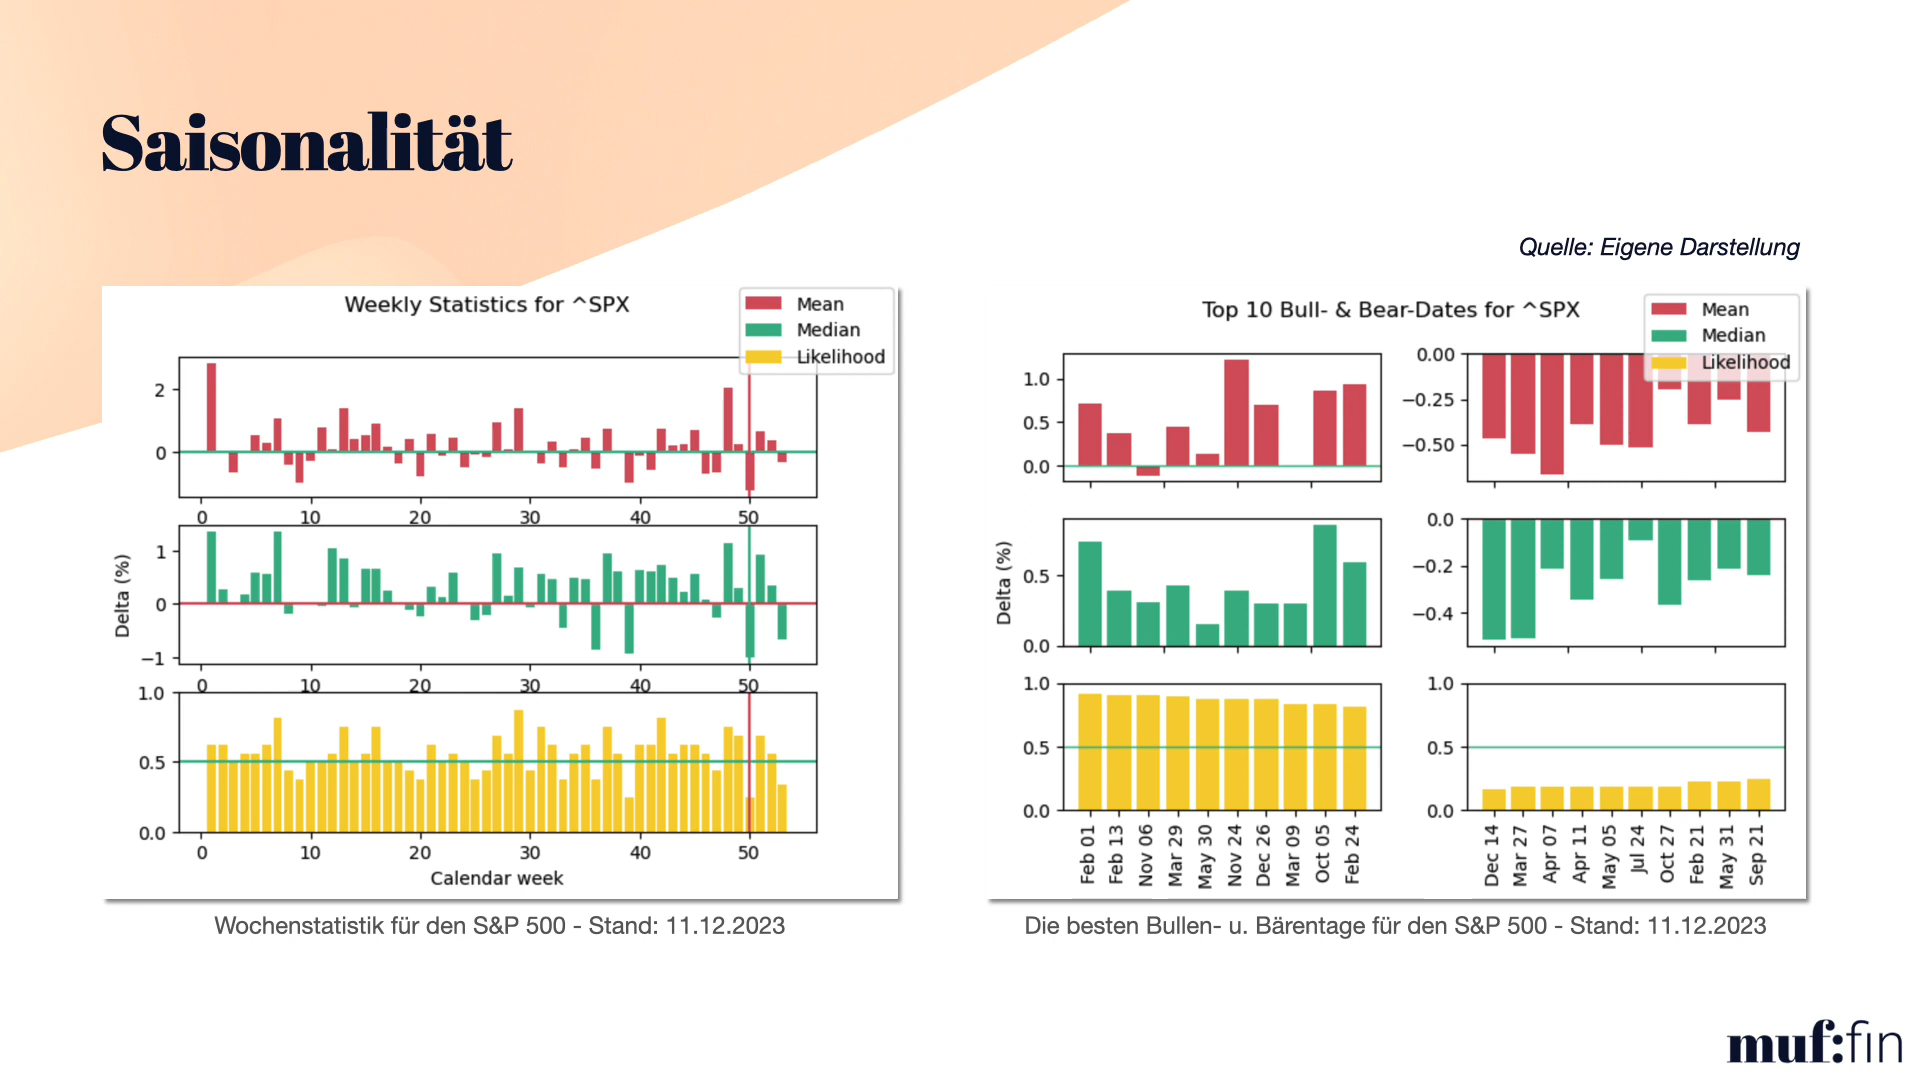 Saisonalität
Quelle: Eigene Darstellung
Weekly Statistics for ^SPX
Mean
Median
Likelihood
2
0
0 10 20 30 40 50
Delta (%)
1
0
−1
0 10 20 30 40 50
1.0
0.5
0.0
0 10 20 30 40 50
Calendar week
Wochenstatistik für den S&P 500 - Stand: 11.12.2023
Top 10 Bull- & Bear-Dates for ^SPX
Mean
Median
Likelihood
1.0
0.5
0.0
0.00
−0.25
−0.50
Delta (%)
0.5
0.0
0.0
−0.2
−0.4
1.0
0.5
0.0
Feb 01 Feb 13 Nov 06 Mar 29 May 30 Nov 24 Dec 26 Mar 09 Oct 05 Feb 24
1.0
0.5
0.0
Dec 14 Mar 27 Apr 07 Apr 11 May 05 Jul 24 Oct 27 Feb 21 May 31 Sep 21
Die besten Bullen- u. Bärentage für den S&P 500 - Stand: 11.12.2023
muf:fin